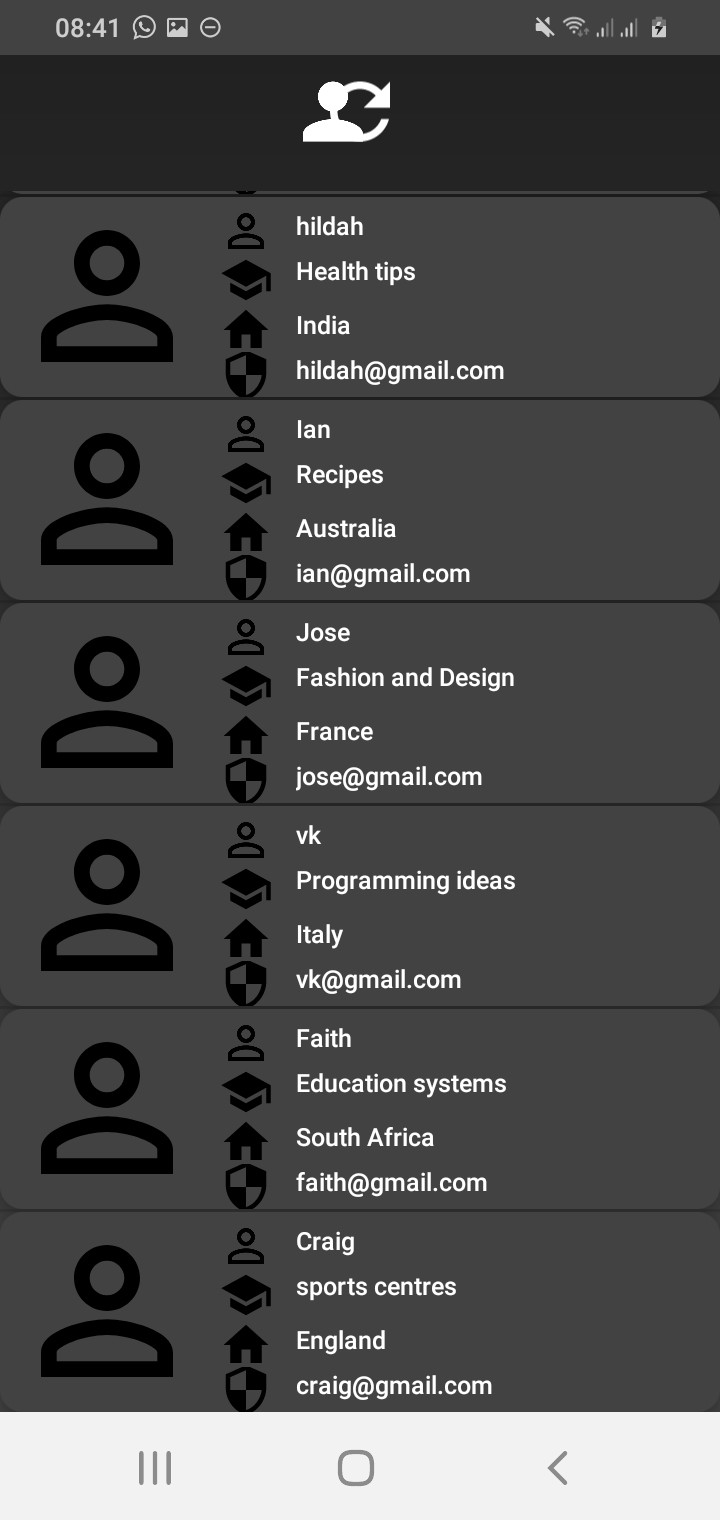 08:41
hildah
Health tips
India
hildah@gmail.com
Ian
Recipes
Australia
ian@gmail.com
Jose
Fashion and Design
France
jose@gmail.com
vk
Programming ideas
Italy
vk@gmail.com
Faith
Education systems
South Africa
faith@gmail.com
Craig
sports centres
England
craig@gmail.com